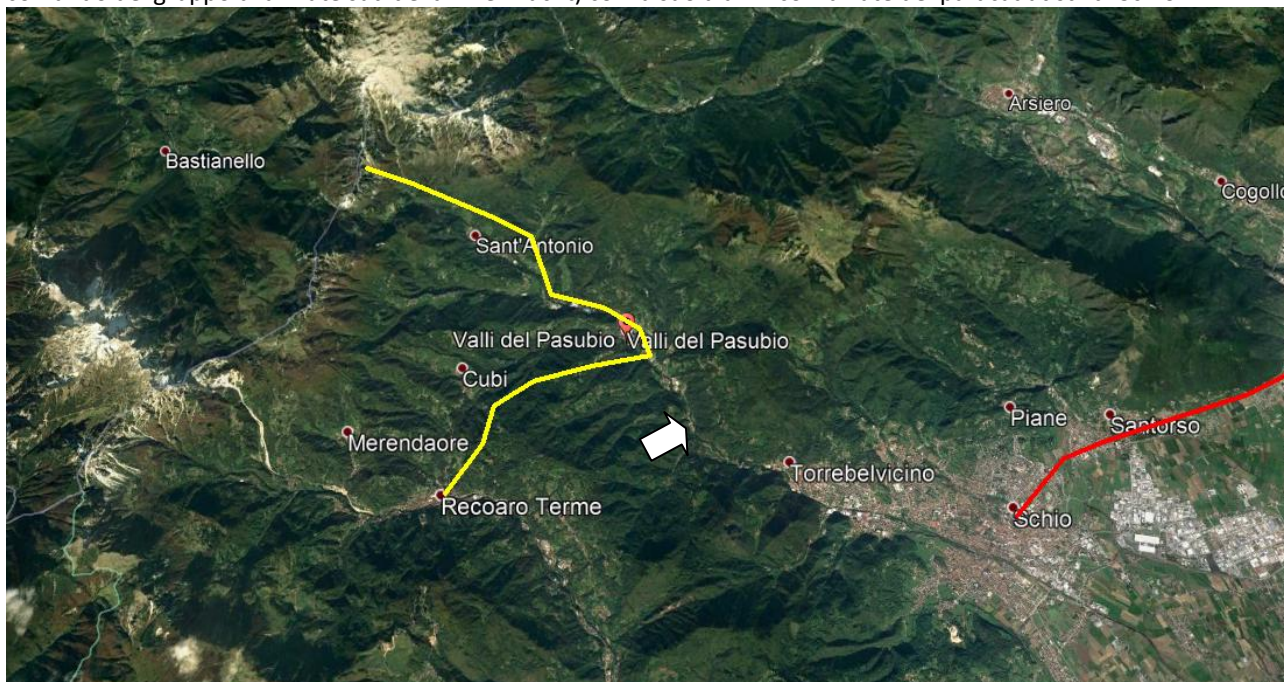 Arsiero
Bastianello
Cogollo
Sant'Antonio
Valli del Pasubio
Valli del Pasubio
Cubi
Piane
Santorso
Merendaore
Torrebelvicino
Recoaro Terme
Schio